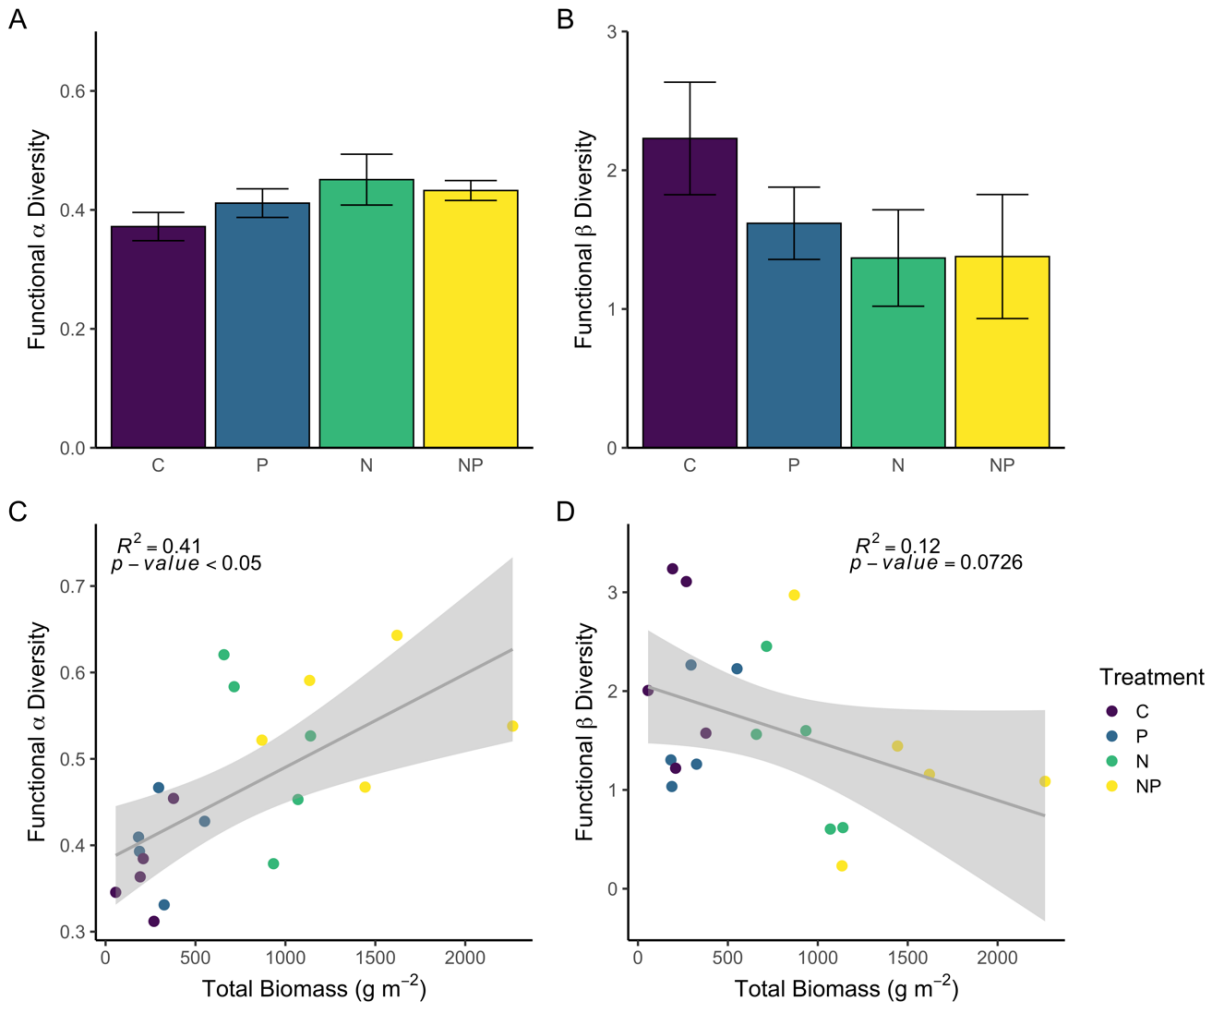 A
Functional α Diversity
0.6
0.4
0.2
0.0
C P N NP
B
Functional β Diversity
3
2
1
0
C P N NP
C
R² = 0.41
p − value < 0.05
Functional α Diversity
0.7
0.6
0.5
0.4
0.3
0 500 1000 1500 2000
Total Biomass (g m⁻²)
D
R² = 0.12
p − value = 0.0726
Functional β Diversity
3
2
1
0
0 500 1000 1500 2000
Total Biomass (g m⁻²)
Treatment
C
P
N
NP